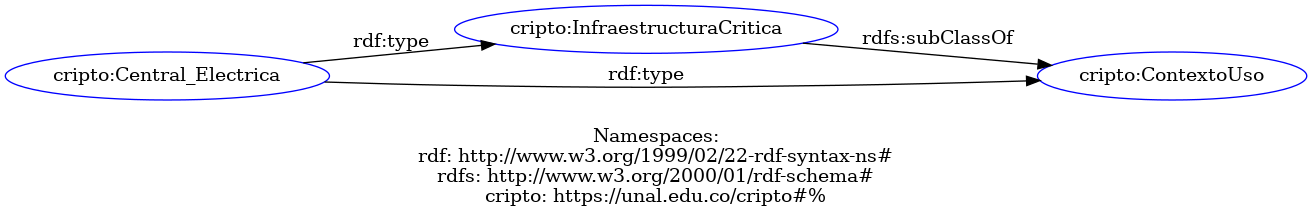 cripto:InfraestructuraCritica
rdf:type
rdfs:subClassOf
cripto:Central_Electrica
rdf:type
cripto:ContextoUso
Namespaces:
rdf: http://www.w3.org/1999/02/22-rdf-syntax-ns#
rdfs: http://www.w3.org/2000/01/rdf-schema#
cripto: https://unal.edu.co/cripto#%